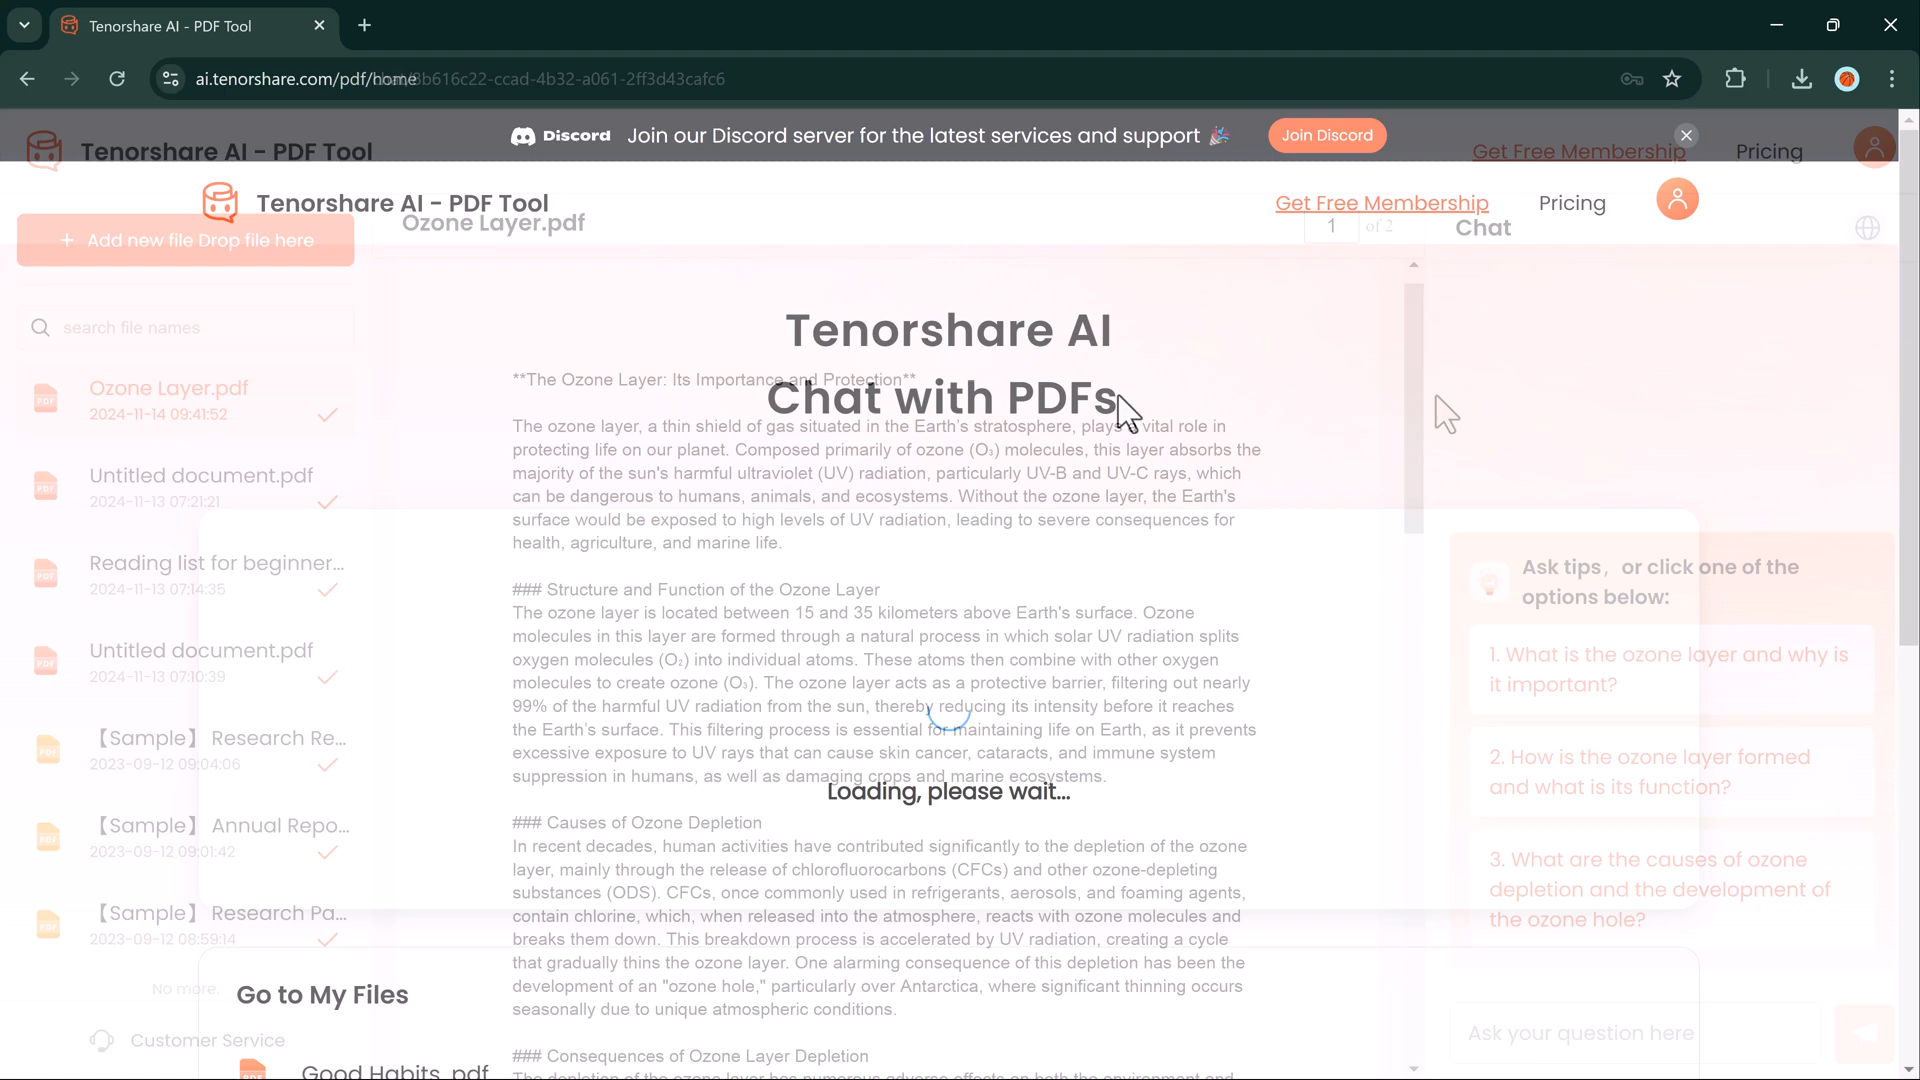 Tenorshare AI - PDF Tool
ai.tenorshare.com/pdf/home
8b616c22-ccad-4b32-a061-2ff3d43cafc6
Discord Join our Discord server for the latest services and support Join Discord
Tenorshare AI - PDF Tool
Get Free Membership Pricing
Tenorshare AI - PDF Tool
Get Free Membership Pricing
+ Add new file Drop file here
Ozone Layer.pdf
1 of 2
Chat
search file names
Ozone Layer.pdf
2024-11-14 09:41:52
Untitled document.pdf
2024-11-13 07:21:21
Reading list for beginner...
2024-11-13 07:14:35
Untitled document.pdf
2024-11-13 07:10:39
【Sample】 Research Re...
2023-09-12 09:04:06
【Sample】 Annual Repo...
2023-09-12 09:01:42
【Sample】 Research Pa...
2023-09-12 08:59:14
No more.
Customer Service
Tenorshare AI
Chat with PDFs
**The Ozone Layer: Its Importance and Protection**
The ozone layer, a thin shield of gas situated in the Earth's stratosphere, plays a vital role in
protecting life on our planet. Composed primarily of ozone (O₃) molecules, this layer absorbs the
majority of the sun's harmful ultraviolet (UV) radiation, particularly UV-B and UV-C rays, which
can be dangerous to humans, animals, and ecosystems. Without the ozone layer, the Earth's
surface would be exposed to high levels of UV radiation, leading to severe consequences for
health, agriculture, and marine life.
### Structure and Function of the Ozone Layer
The ozone layer is located between 15 and 35 kilometers above Earth's surface. Ozone
molecules in this layer are formed through a natural process in which solar UV radiation splits
oxygen molecules (O₂) into individual atoms. These atoms then combine with other oxygen
molecules to create ozone (O₃). The ozone layer acts as a protective barrier, filtering out nearly
99% of the harmful UV radiation from the sun, thereby reducing its intensity before it reaches
the Earth's surface. This filtering process is essential for maintaining life on Earth, as it prevents
excessive exposure to UV rays that can cause skin cancer, cataracts, and immune system
suppression in humans, as well as damaging crops and marine ecosystems.
Loading, please wait...
### Causes of Ozone Depletion
In recent decades, human activities have contributed significantly to the depletion of the ozone
layer, mainly through the release of chlorofluorocarbons (CFCs) and other ozone-depleting
substances (ODS). CFCs, once commonly used in refrigerants, aerosols, and foaming agents,
contain chlorine, which, when released into the atmosphere, reacts with ozone molecules and
breaks them down. This breakdown process is accelerated by UV radiation, creating a cycle
that gradually thins the ozone layer. One alarming consequence of this depletion has been the
development of an "ozone hole," particularly over Antarctica, where significant thinning occurs
seasonally due to unique atmospheric conditions.
### Consequences of Ozone Layer Depletion
The depletion of the ozone layer has numerous adverse effects on both the environment and
Go to My Files
Good Habits.pdf
Ask tips, or click one of the
options below:
1. What is the ozone layer and why is
it important?
2. How is the ozone layer formed
and what is its function?
3. What are the causes of ozone
depletion and the development of
the ozone hole?
Ask your question here